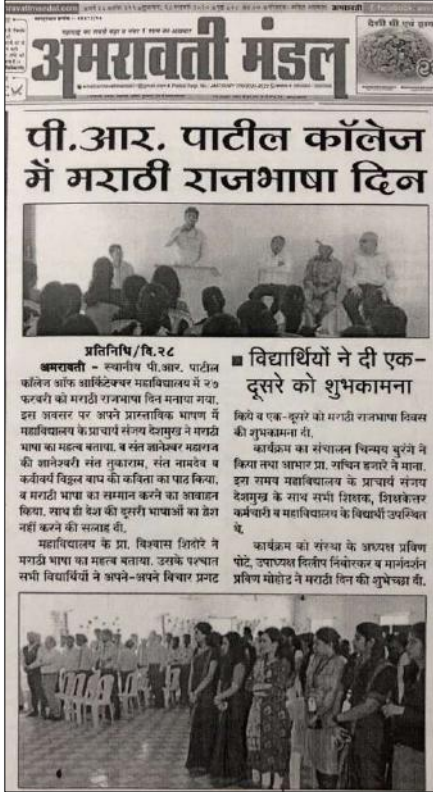 अमरावती मंडल
पी.आर. पाटील कॉलेज
में मराठी राजभाषा दिन
प्रतिनिधि/दि.२८
अमरावती - स्थानीय पी.आर. पाटील
कॉलेज ऑफ आर्किटेक्चर महाविद्यालय में २७
फरवरी को मराठी राजभाषा दिन मनाया गया.
इस अवसर पर अपने प्रास्ताविक भाषण में
महाविद्यालय के प्राचार्य संजय देशमुख ने मराठी
भाषा का महत्व बताया. व संत ज्ञानेश्वर महाराज
की ज्ञानेश्वरी संत तुकाराम, संत नामदेव व
कवीवर्य विठ्ठल वाघ की कविता का पाठ किया.
व मराठी भाषा का सम्मान करने का आवाहन
किया. साथ ही देश की दूसरी भाषाओं का द्वेश
नहीं करने की सलाह दी.
महाविद्यालय के प्रा. विश्वास शिदोरे ने
मराठी भाषा का महत्व बताया. उसके पश्चात
सभी विद्यार्थियों ने अपने-अपने विचार प्रगट
■ विद्यार्थियों ने दी एक-
दूसरे को शुभकामना
किये व एक-दूसरे को मराठी राजभाषा दिवस
की शुभकामना दी.
कार्यक्रम का संचालन चिन्मय बुरंगे ने
किया तथा आभार प्रा. सचिन हजारे ने माना.
इस समय महाविद्यालय के प्राचार्य संजय
देशमुख के साथ सभी शिक्षक, शिक्षकेत्तर
कर्मचारी व महाविद्यालय के विद्यार्थी उपस्थित
थे.
कार्यक्रम को संस्था के अध्यक्ष प्रविण
पोटे, उपाध्यक्ष दिलीप निंबोरकर व मार्गदर्शन
प्रविण मोहोड ने मराठी दिन की शुभेच्छा दी.